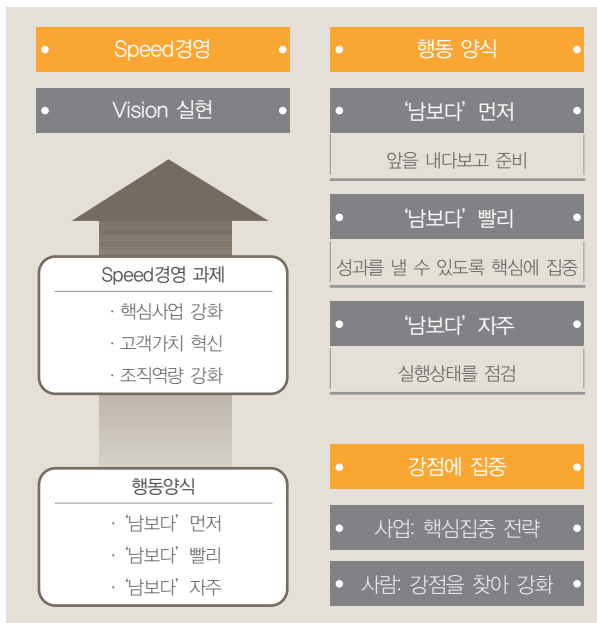 Speed경영
Vision 실현
Speed경영 과제
· 핵심사업 강화
· 고객가치 혁신
· 조직역량 강화
행동양식
· ‘남보다’ 먼저
· ‘남보다’ 빨리
· ‘남보다’ 자주
행동 양식
‘남보다’ 먼저
앞을 내다보고 준비
‘남보다’ 빨리
성과를 낼 수 있도록 핵심에 집중
‘남보다’ 자주
실행상태를 점검
강점에 집중
사업: 핵심집중 전략
사람: 강점을 찾아 강화